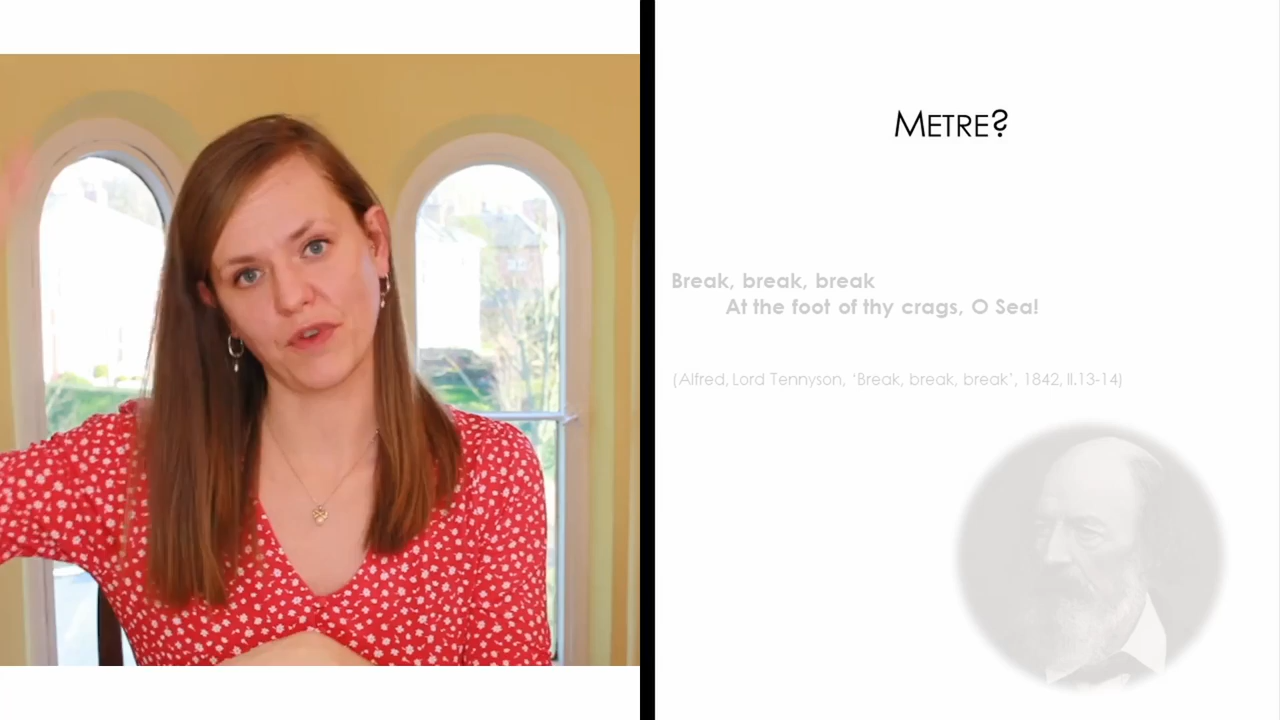 METRE?
Break, break, break
At the foot of thy crags, O Sea!
(Alfred, Lord Tennyson, ‘Break, break, break’, 1842, ll.13-14)